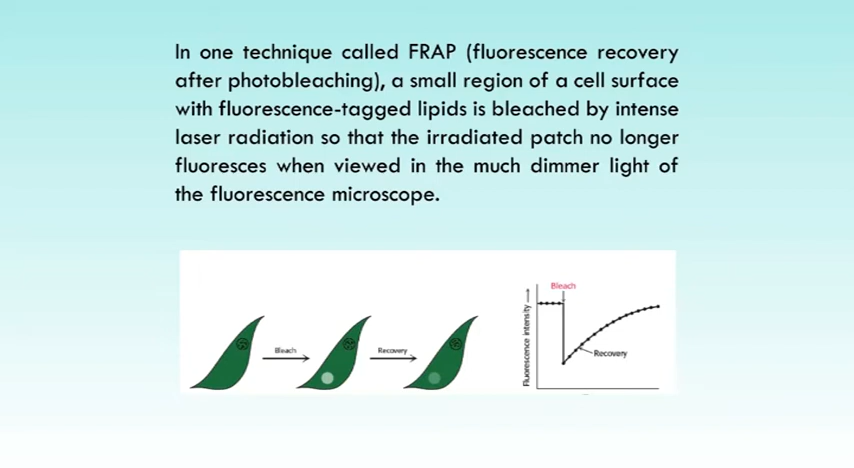 In one technique called FRAP (fluorescence recovery
after photobleaching), a small region of a cell surface
with fluorescence-tagged lipids is bleached by intense
laser radiation so that the irradiated patch no longer
fluoresces when viewed in the much dimmer light of
the fluorescence microscope.
Bleach
Recovery
Fluorescence intensity
Bleach
Recovery